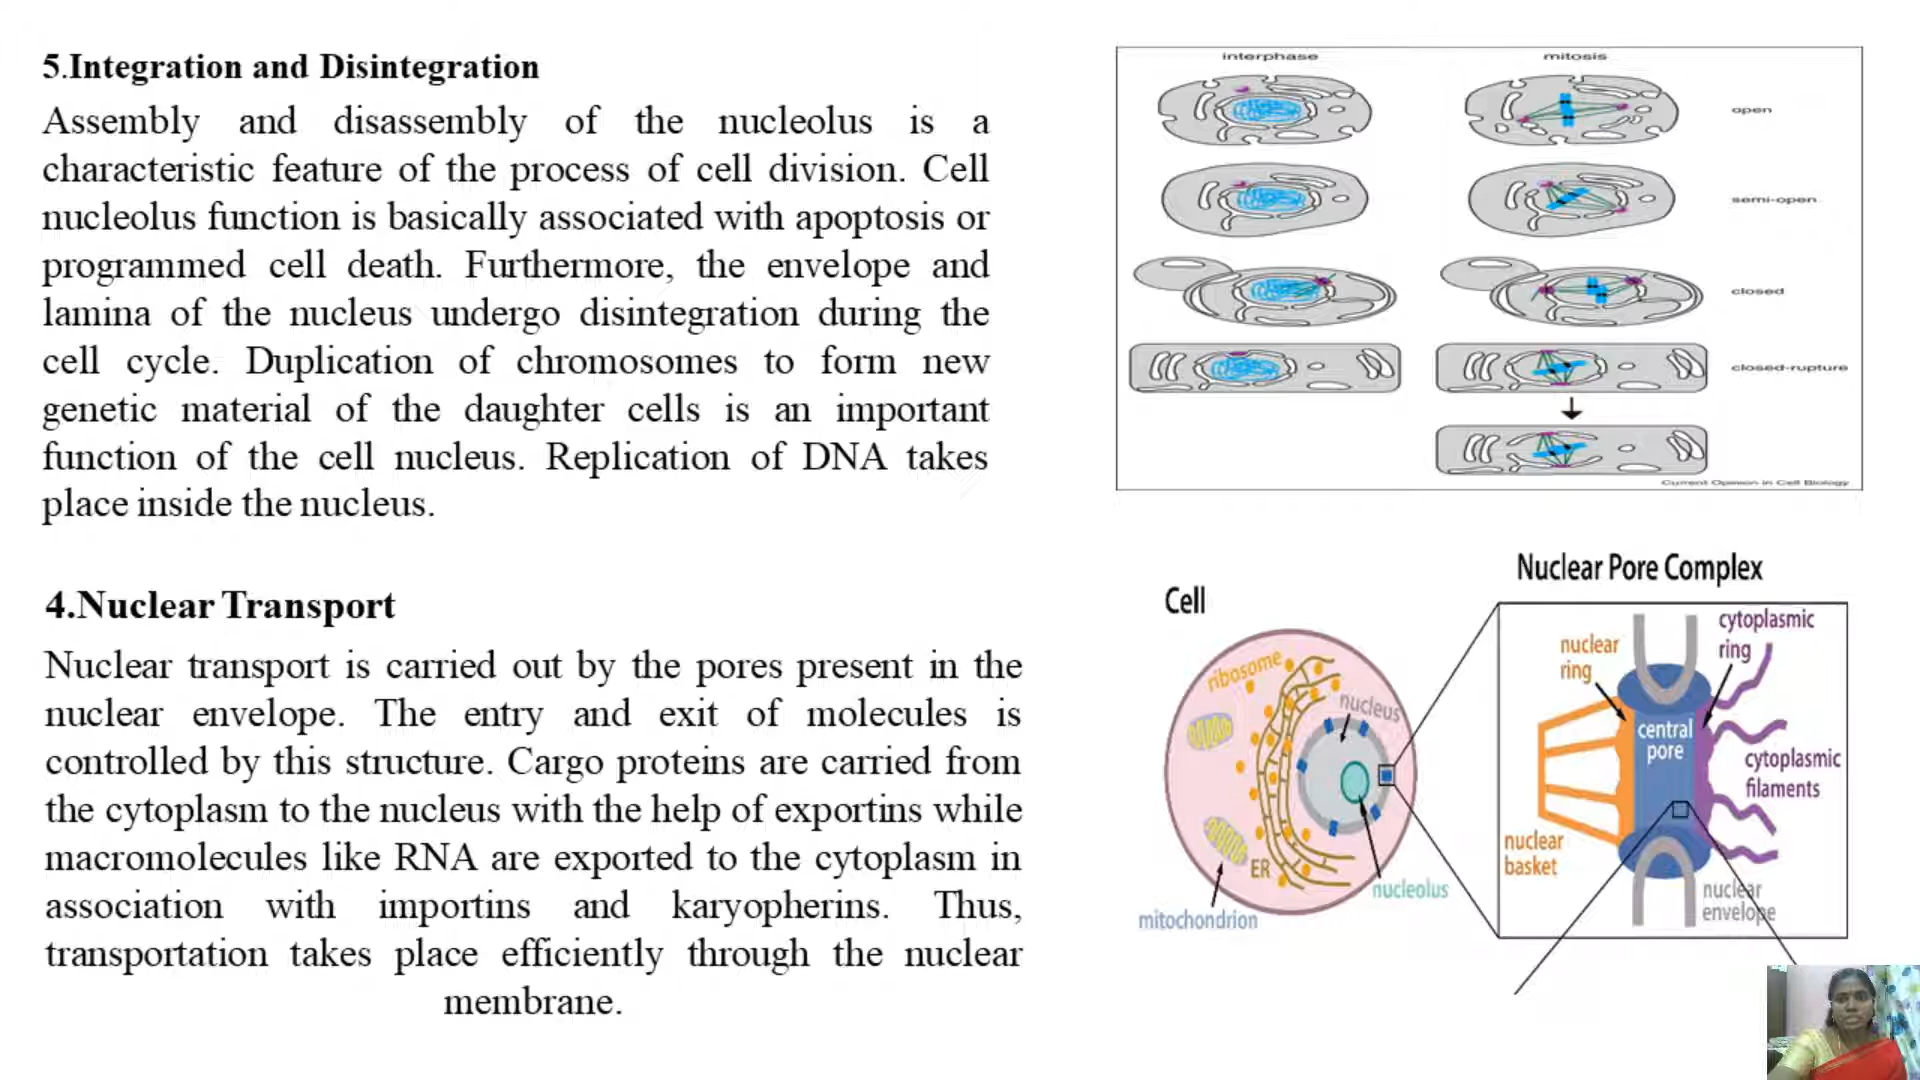 5.Integration and Disintegration
Assembly and disassembly of the nucleolus is a
characteristic feature of the process of cell division. Cell
nucleolus function is basically associated with apoptosis or
programmed cell death. Furthermore, the envelope and
lamina of the nucleus undergo disintegration during the
cell cycle. Duplication of chromosomes to form new
genetic material of the daughter cells is an important
function of the cell nucleus. Replication of DNA takes
place inside the nucleus.
4.Nuclear Transport
Nuclear transport is carried out by the pores present in the
nuclear envelope. The entry and exit of molecules is
controlled by this structure. Cargo proteins are carried from
the cytoplasm to the nucleus with the help of exportins while
macromolecules like RNA are exported to the cytoplasm in
association with importins and karyopherins. Thus,
transportation takes place efficiently through the nuclear
membrane.
interphase
mitosis
open
semi-open
closed
closed-rupture
Current Opinion in Cell Biology
Cell
ribosome
nucleus
ER
nucleolus
mitochondrion
Nuclear Pore Complex
cytoplasmic
ring
nuclear
ring
central
pore
cytoplasmic
filaments
nuclear
basket
nuclear
envelope